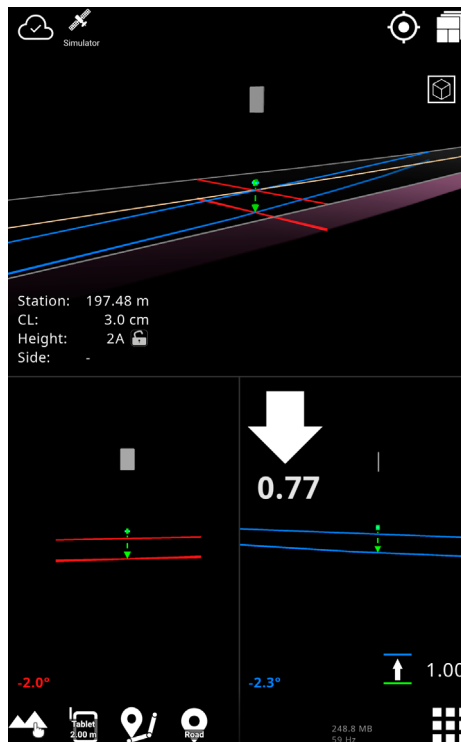 Simulator
Station: 197.48 m
CL: 3.0 cm
Height: 2A
Side: -
0.77
-2.0°
-2.3°
1.00
Tablet
2.00 m
Road
248.8 MB
59 Hz